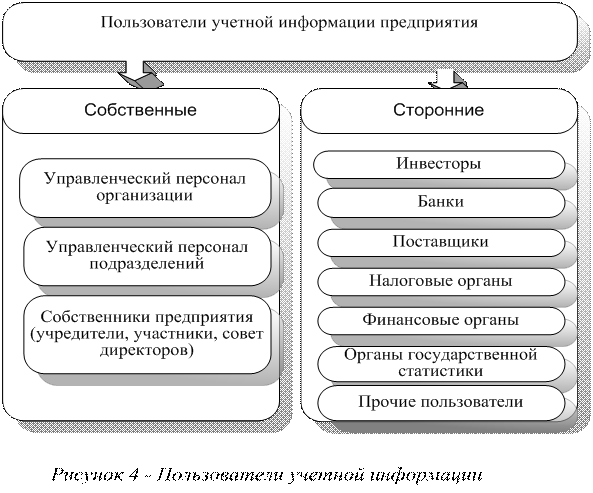 Пользователи учетной информации предприятия
Собственные
Управленческий персонал
организации
Управленческий персонал
подразделений
Собственники предприятия
(учредители, участники, совет
директоров)
Сторонние
Инвесторы
Банки
Поставщики
Налоговые органы
Финансовые органы
Органы государственной
статистики
Прочие пользователи
Рисунок 4 - Пользователи учетной информации